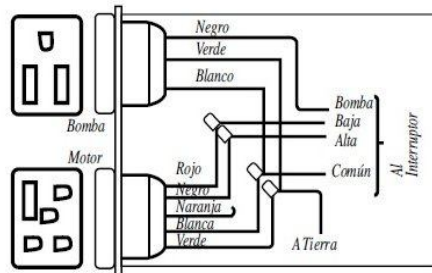 Negro
Verde
Blanco
Bomba
Motor
Rojo
Negro
Naranja
Blanca
Verde
Bomba
Baja
Alta
Común
A Tierra
Al Interruptor